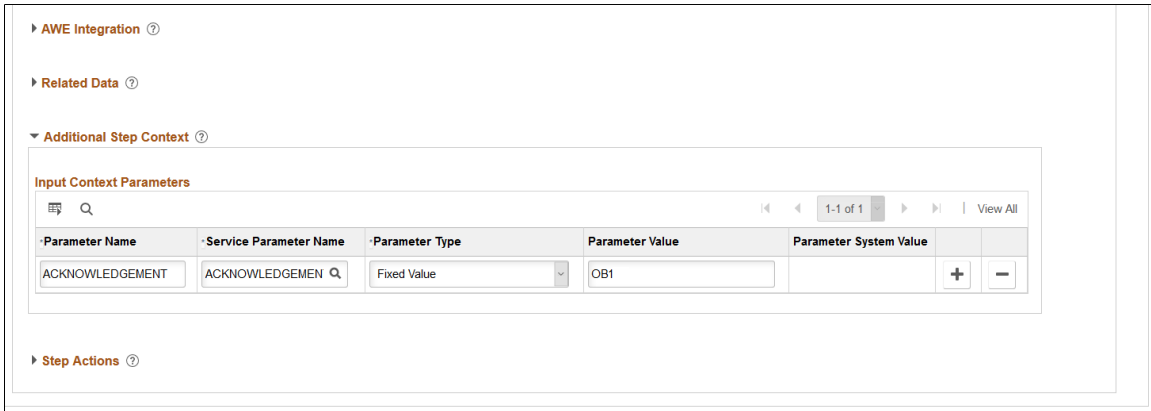 AWE Integration
Related Data
Additional Step Context
Input Context Parameters
1-1 of 1 | View All
*Parameter Name *Service Parameter Name *Parameter Type Parameter Value Parameter System Value
ACKNOWLEDGEMENT ACKNOWLEDGEMEN Fixed Value OB1
Step Actions